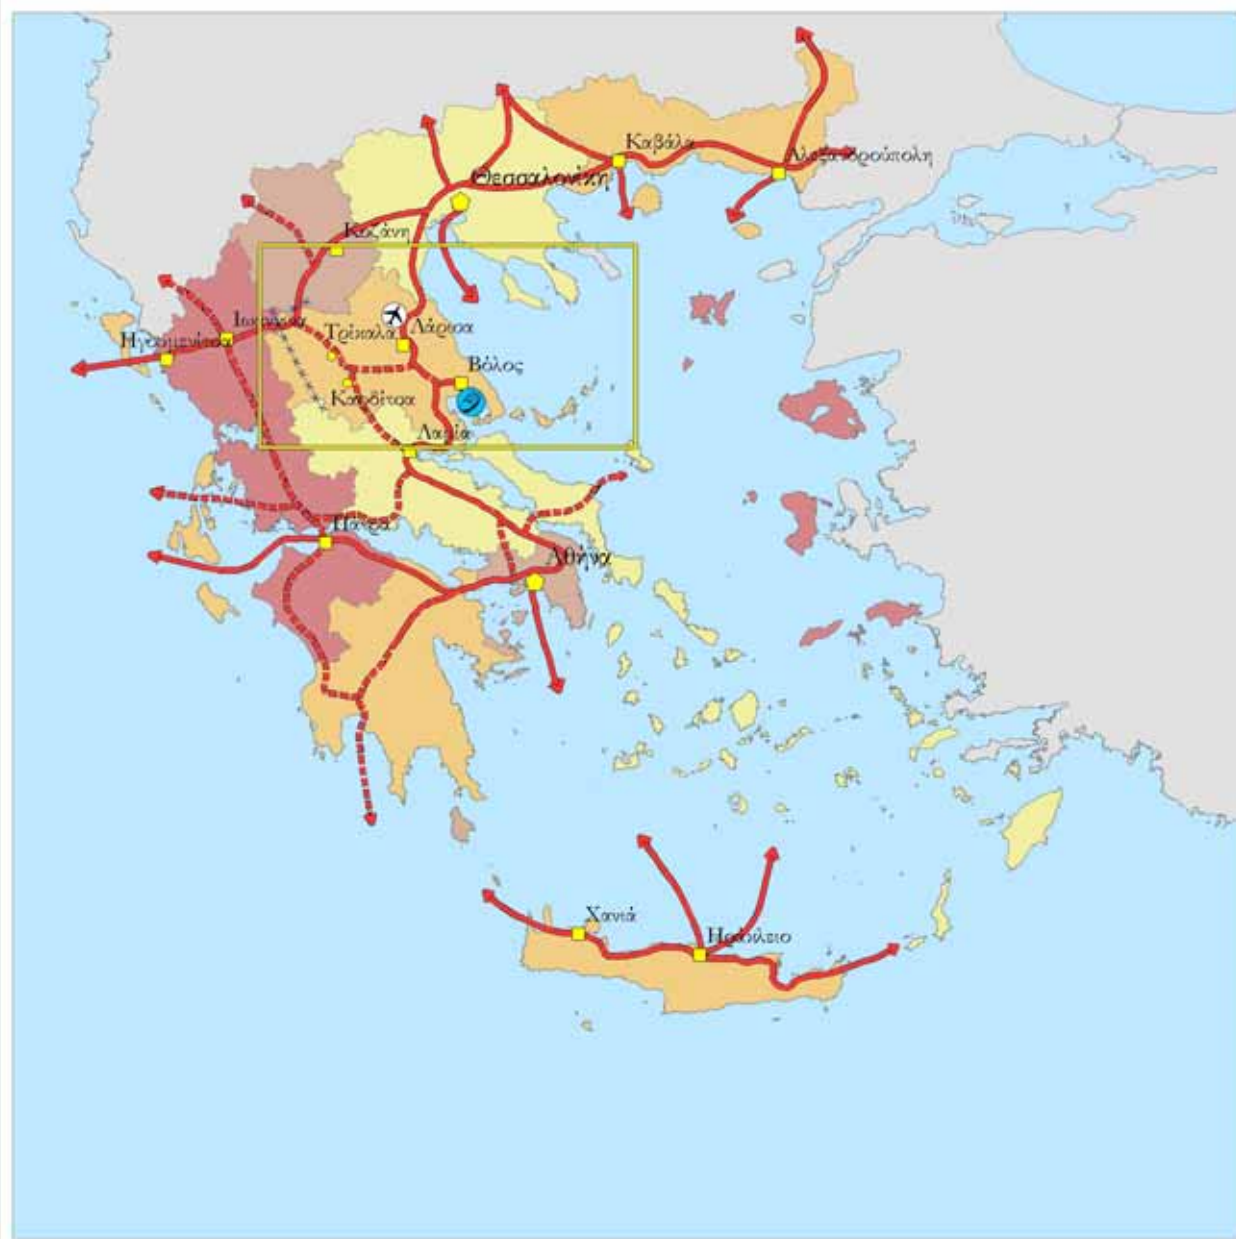 Καβάλα
Αλεξανδρούπολη
Θεσσαλονίκη
Κοζάνη
Ιωάννινα
Τρίκαλα
Λάρισα
Ηγουμενίτσα
Βόλος
Καρδίτσα
Λαμία
Πάτρα
Αθήνα
Χανιά
Ηράκλειο